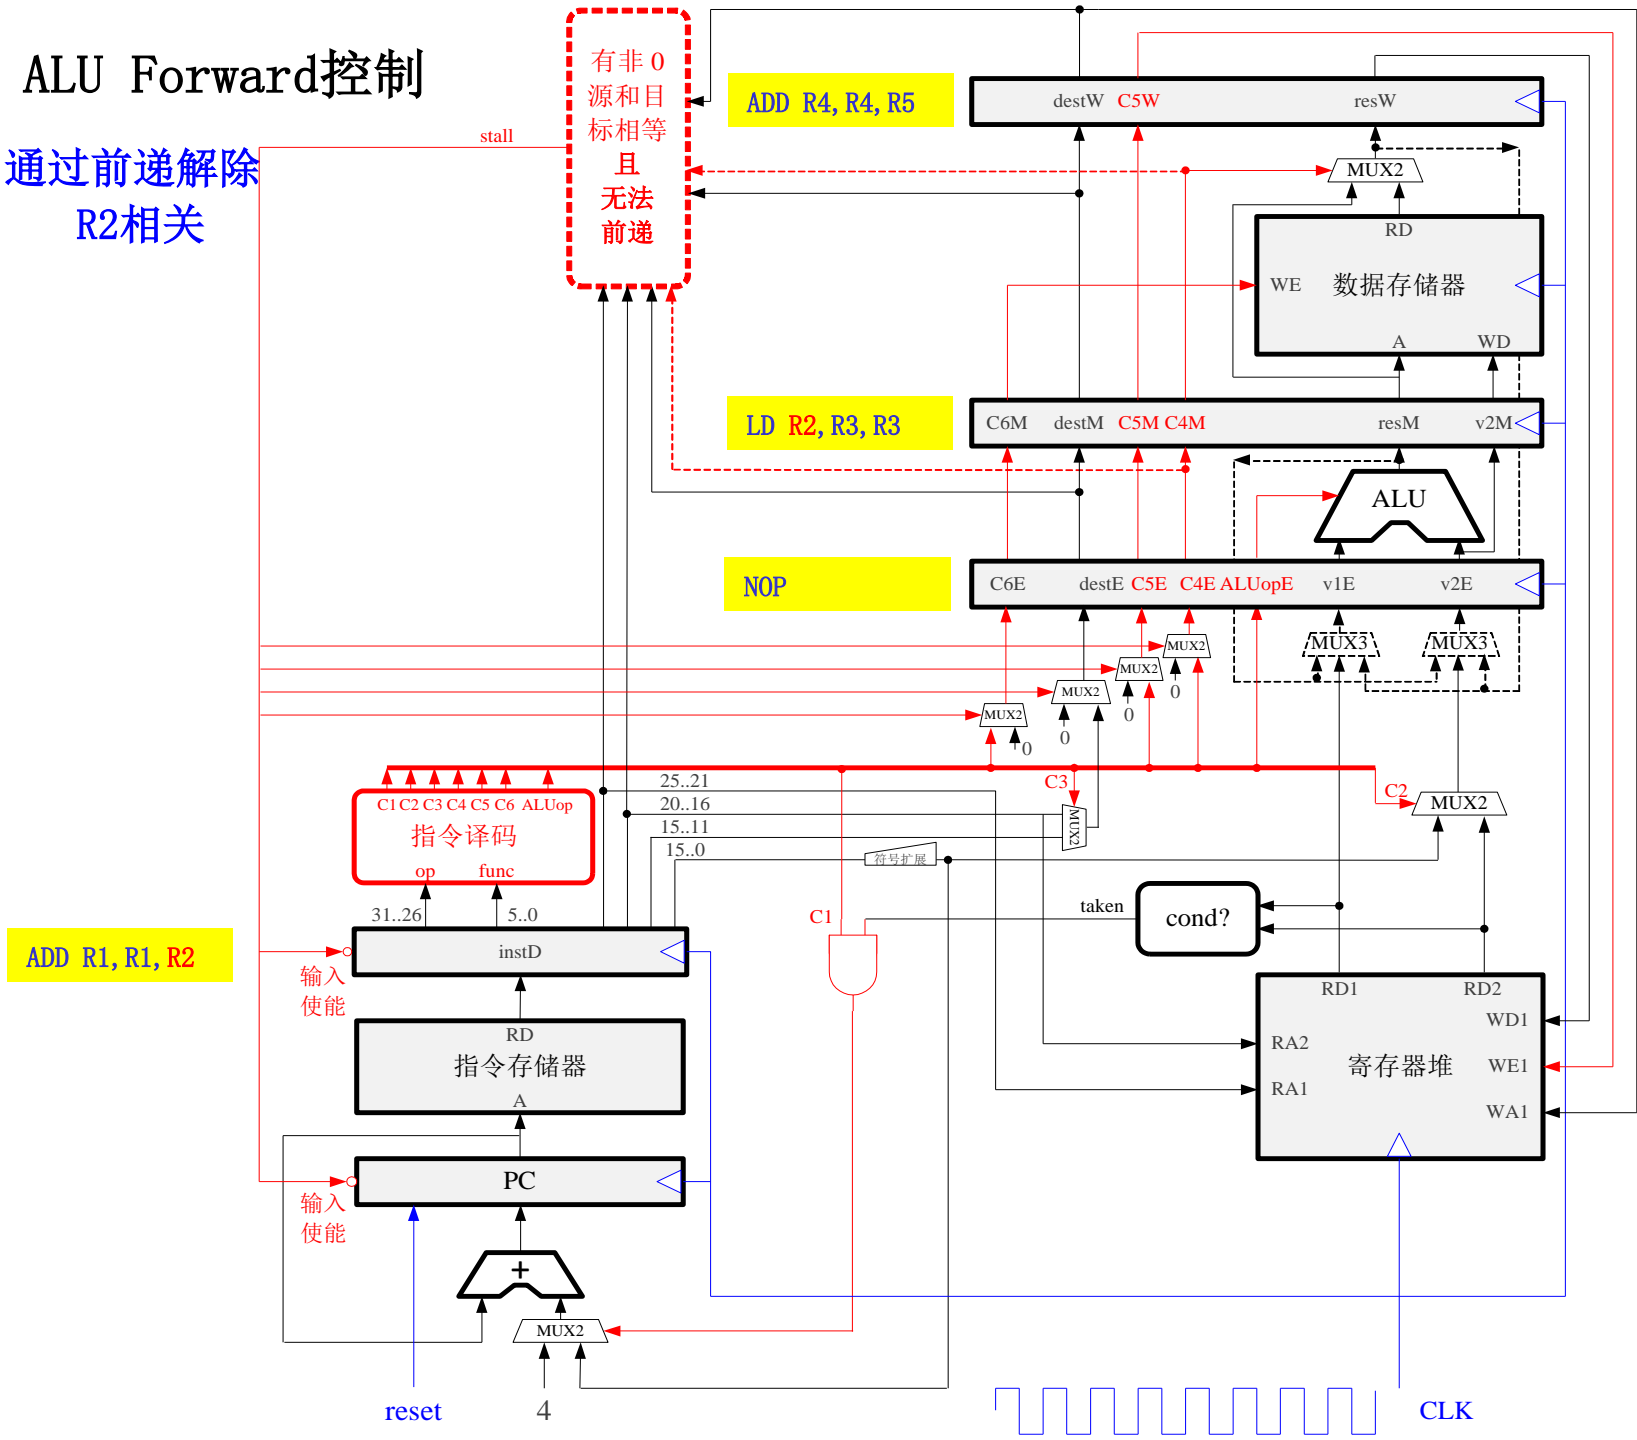 ALU Forward控制
通过前递解除
R2相关
stall
有非 0
源和目
标相等
且
无法
前递
ADD R4,R4,R5
destW C5W resW
MUX2
RD
WE 数据存储器
A WD
LD R2,R3,R3
C6M destM C5M C4M resM v2M
ALU
NOP
C6E destE C5E C4E ALUopE v1E v2E
MUX2
MUX3 MUX3
MUX2
MUX2
MUX2
0
0
0
0
C1 C2 C3 C4 C5 C6 ALUop
指令译码
op func
31..26 5..0
25..21
20..16
15..11
15..0
C3
MUX2
C2
MUX2
符号扩展
taken
cond?
C1
ADD R1,R1,R2
instD
输入
使能
RD
指令存储器
A
RD1 RD2
WD1
RA2
寄存器堆
WE1
RA1
WA1
PC
输入
使能
+
MUX2
reset
4
CLK